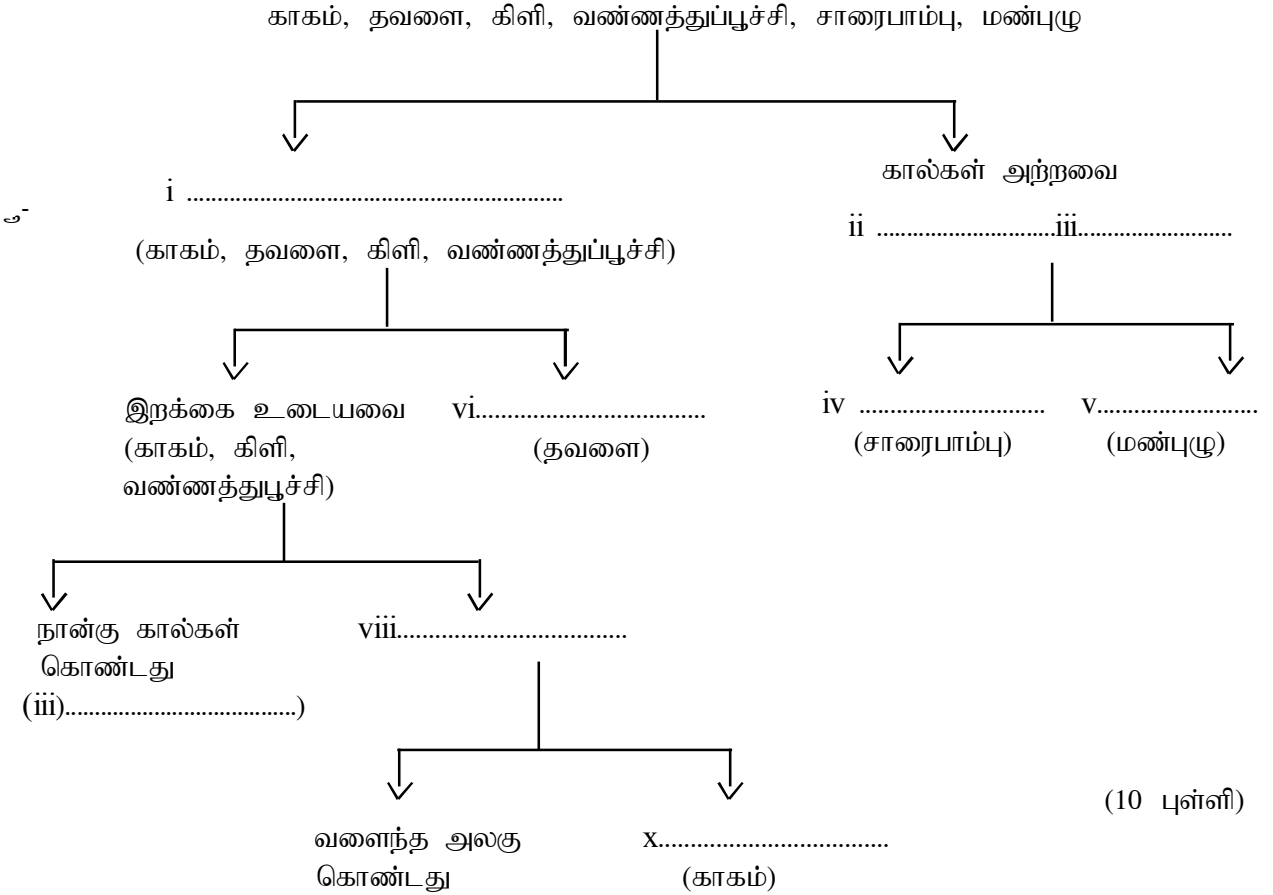 காகம், தவளை, கிளி, வண்ணத்துப்பூச்சி, சாரைபாம்பு, மண்புழு
கால்கள் அற்றவை
i ...............................................................
ii ..............................iii..........................
(காகம், தவளை, கிளி, வண்ணத்துப்பூச்சி)
இறக்கை உடையவை vi.................................... iv ............................... v.........................
(காகம், கிளி, (தவளை) (சாரைபாம்பு) (மண்புழு)
வண்ணத்துபூச்சி)
நான்கு கால்கள் viii....................................
கொண்டது
(iii).......................................)
(10 புள்ளி)
வளைந்த அலகு x....................................
கொண்டது (காகம்)